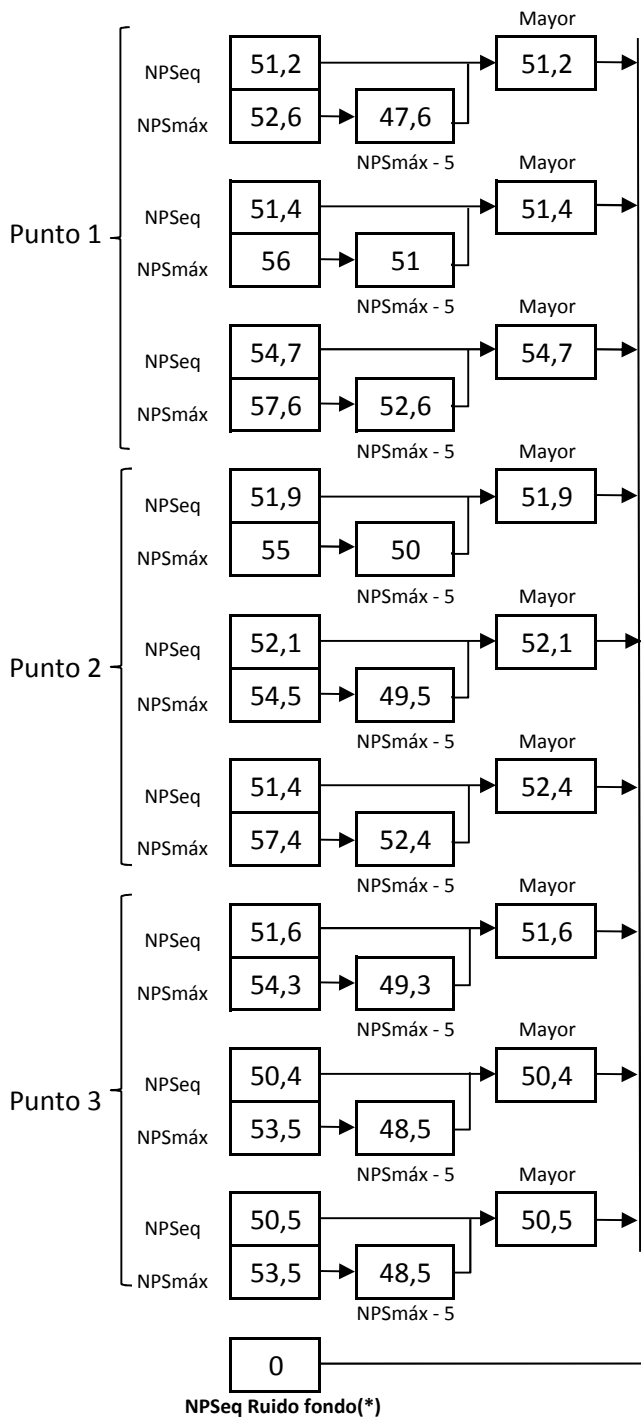 Mayor
NPSeq 51,2 51,2
NPSmáx 52,6 47,6
NPSmáx - 5
Mayor
Punto 1
NPSeq 51,4 51,4
NPSmáx 56 51
NPSmáx - 5
Mayor
NPSeq 54,7 54,7
NPSmáx 57,6 52,6
NPSmáx - 5
Mayor
NPSeq 51,9 51,9
NPSmáx 55 50
NPSmáx - 5
Mayor
Punto 2
NPSeq 52,1 52,1
NPSmáx 54,5 49,5
NPSmáx - 5
Mayor
NPSeq 51,4 52,4
NPSmáx 57,4 52,4
NPSmáx - 5
Mayor
NPSeq 51,6 51,6
NPSmáx 54,3 49,3
NPSmáx - 5
Mayor
Punto 3
NPSeq 50,4 50,4
NPSmáx 53,5 48,5
NPSmáx - 5
Mayor
NPSeq 50,5 50,5
NPSmáx 53,5 48,5
NPSmáx - 5
0
NPSeq Ruido fondo(*)